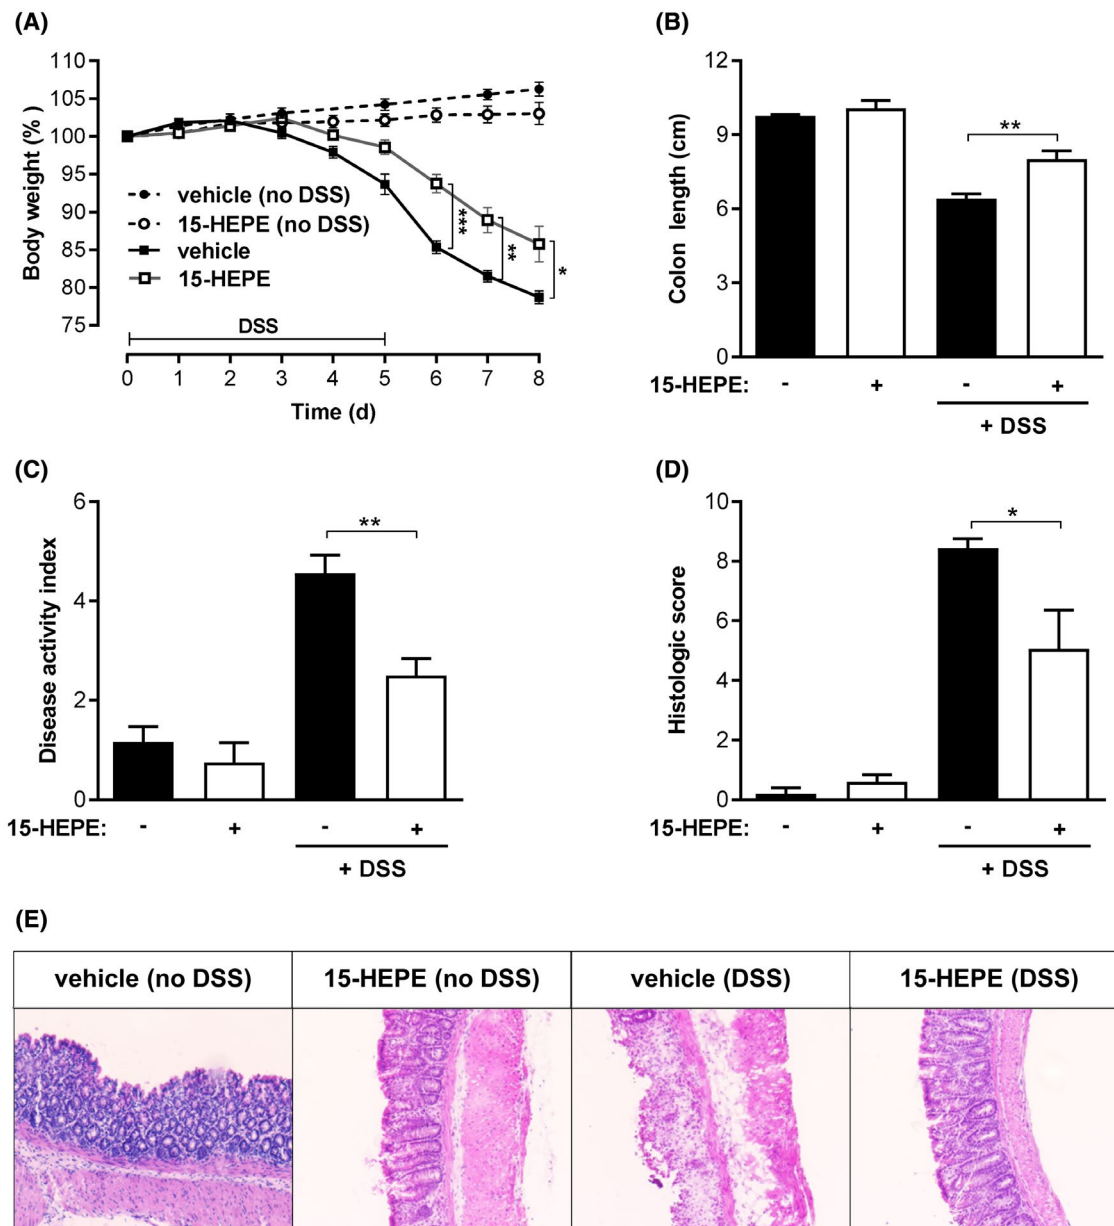 (A)
110
105
100
95
90
85
80
75
Body weight (%)
vehicle (no DSS)
15-HEPE (no DSS)
vehicle
15-HEPE
***
**
*
DSS
0 1 2 3 4 5 6 7 8
Time (d)
(B)
12
9
6
3
0
Colon length (cm)
**
15-HEPE: - + - +
+ DSS
(C)
6
4
2
0
Disease activity index
**
15-HEPE: - + - +
+ DSS
(D)
10
8
6
4
2
0
Histologic score
*
15-HEPE: - + - +
+ DSS
(E)
vehicle (no DSS) 15-HEPE (no DSS) vehicle (DSS) 15-HEPE (DSS)